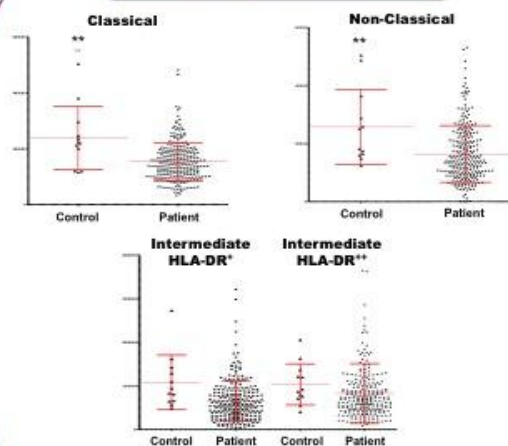 Classical
**
Control Patient
Non-Classical
**
Control Patient
Intermediate
HLA-DR⁺
Intermediate
HLA-DR⁺⁺
Control Patient Control Patient